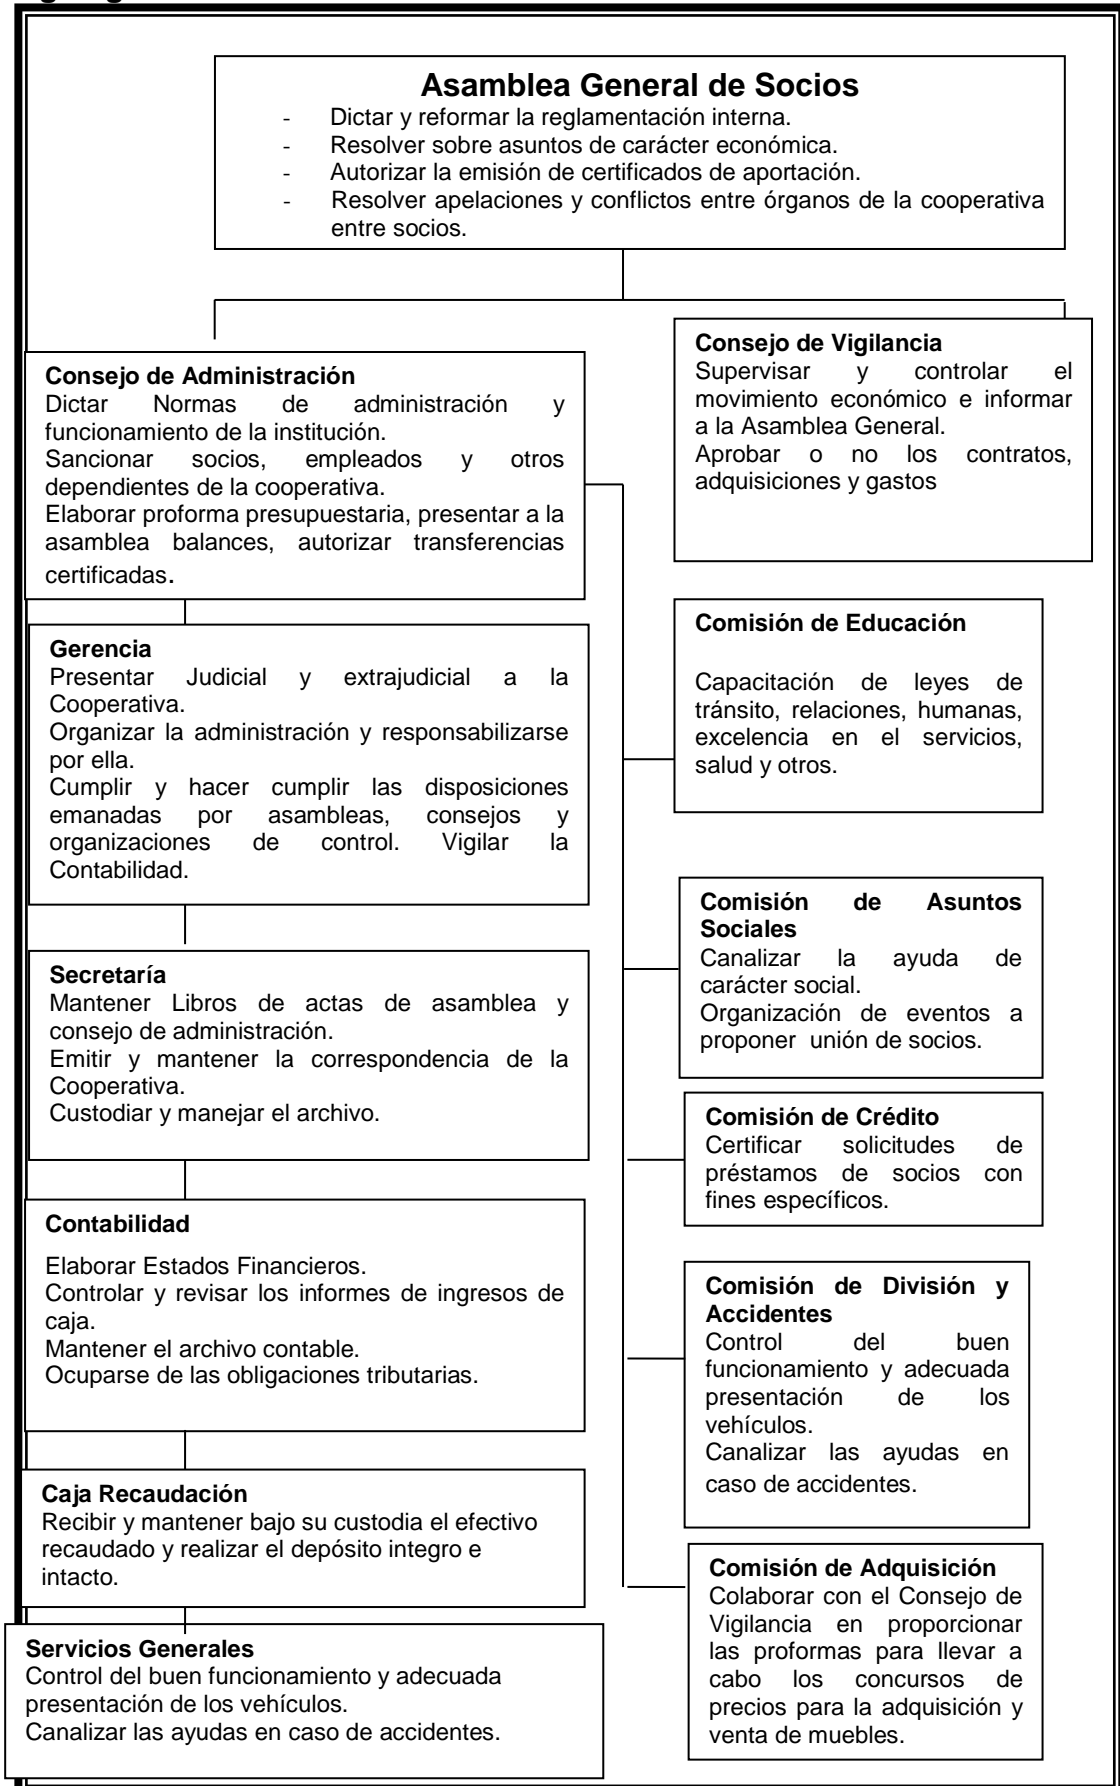 Asamblea General de Socios
- Dictar y reformar la reglamentación interna.
- Resolver sobre asuntos de carácter económica.
- Autorizar la emisión de certificados de aportación.
- Resolver apelaciones y conflictos entre órganos de la cooperativa
entre socios.
Consejo de Administración
Dictar Normas de administración y
funcionamiento de la institución.
Sancionar socios, empleados y otros
dependientes de la cooperativa.
Elaborar proforma presupuestaria, presentar a la
asamblea balances, autorizar transferencias
certificadas.
Consejo de Vigilancia
Supervisar y controlar el
movimiento económico e informar
a la Asamblea General.
Aprobar o no los contratos,
adquisiciones y gastos
Gerencia
Presentar Judicial y extrajudicial a la
Cooperativa.
Organizar la administración y responsabilizarse
por ella.
Cumplir y hacer cumplir las disposiciones
emanadas por asambleas, consejos y
organizaciones de control. Vigilar la
Contabilidad.
Comisión de Educación
Capacitación de leyes de
tránsito, relaciones, humanas,
excelencia en el servicios,
salud y otros.
Secretaría
Mantener Libros de actas de asamblea y
consejo de administración.
Emitir y mantener la correspondencia de la
Cooperativa.
Custodiar y manejar el archivo.
Comisión de Asuntos
Sociales
Canalizar la ayuda de
carácter social.
Organización de eventos a
proponer unión de socios.
Comisión de Crédito
Certificar solicitudes de
préstamos de socios con
fines específicos.
Contabilidad
Elaborar Estados Financieros.
Controlar y revisar los informes de ingresos de
caja.
Mantener el archivo contable.
Ocuparse de las obligaciones tributarias.
Comisión de División y
Accidentes
Control del buen
funcionamiento y adecuada
presentación de los
vehículos.
Canalizar las ayudas en
caso de accidentes.
Caja Recaudación
Recibir y mantener bajo su custodia el efectivo
recaudado y realizar el depósito integro e
intacto.
Comisión de Adquisición
Colaborar con el Consejo de
Vigilancia en proporcionar
las proformas para llevar a
cabo los concursos de
precios para la adquisición y
venta de muebles.
Servicios Generales
Control del buen funcionamiento y adecuada
presentación de los vehículos.
Canalizar las ayudas en caso de accidentes.